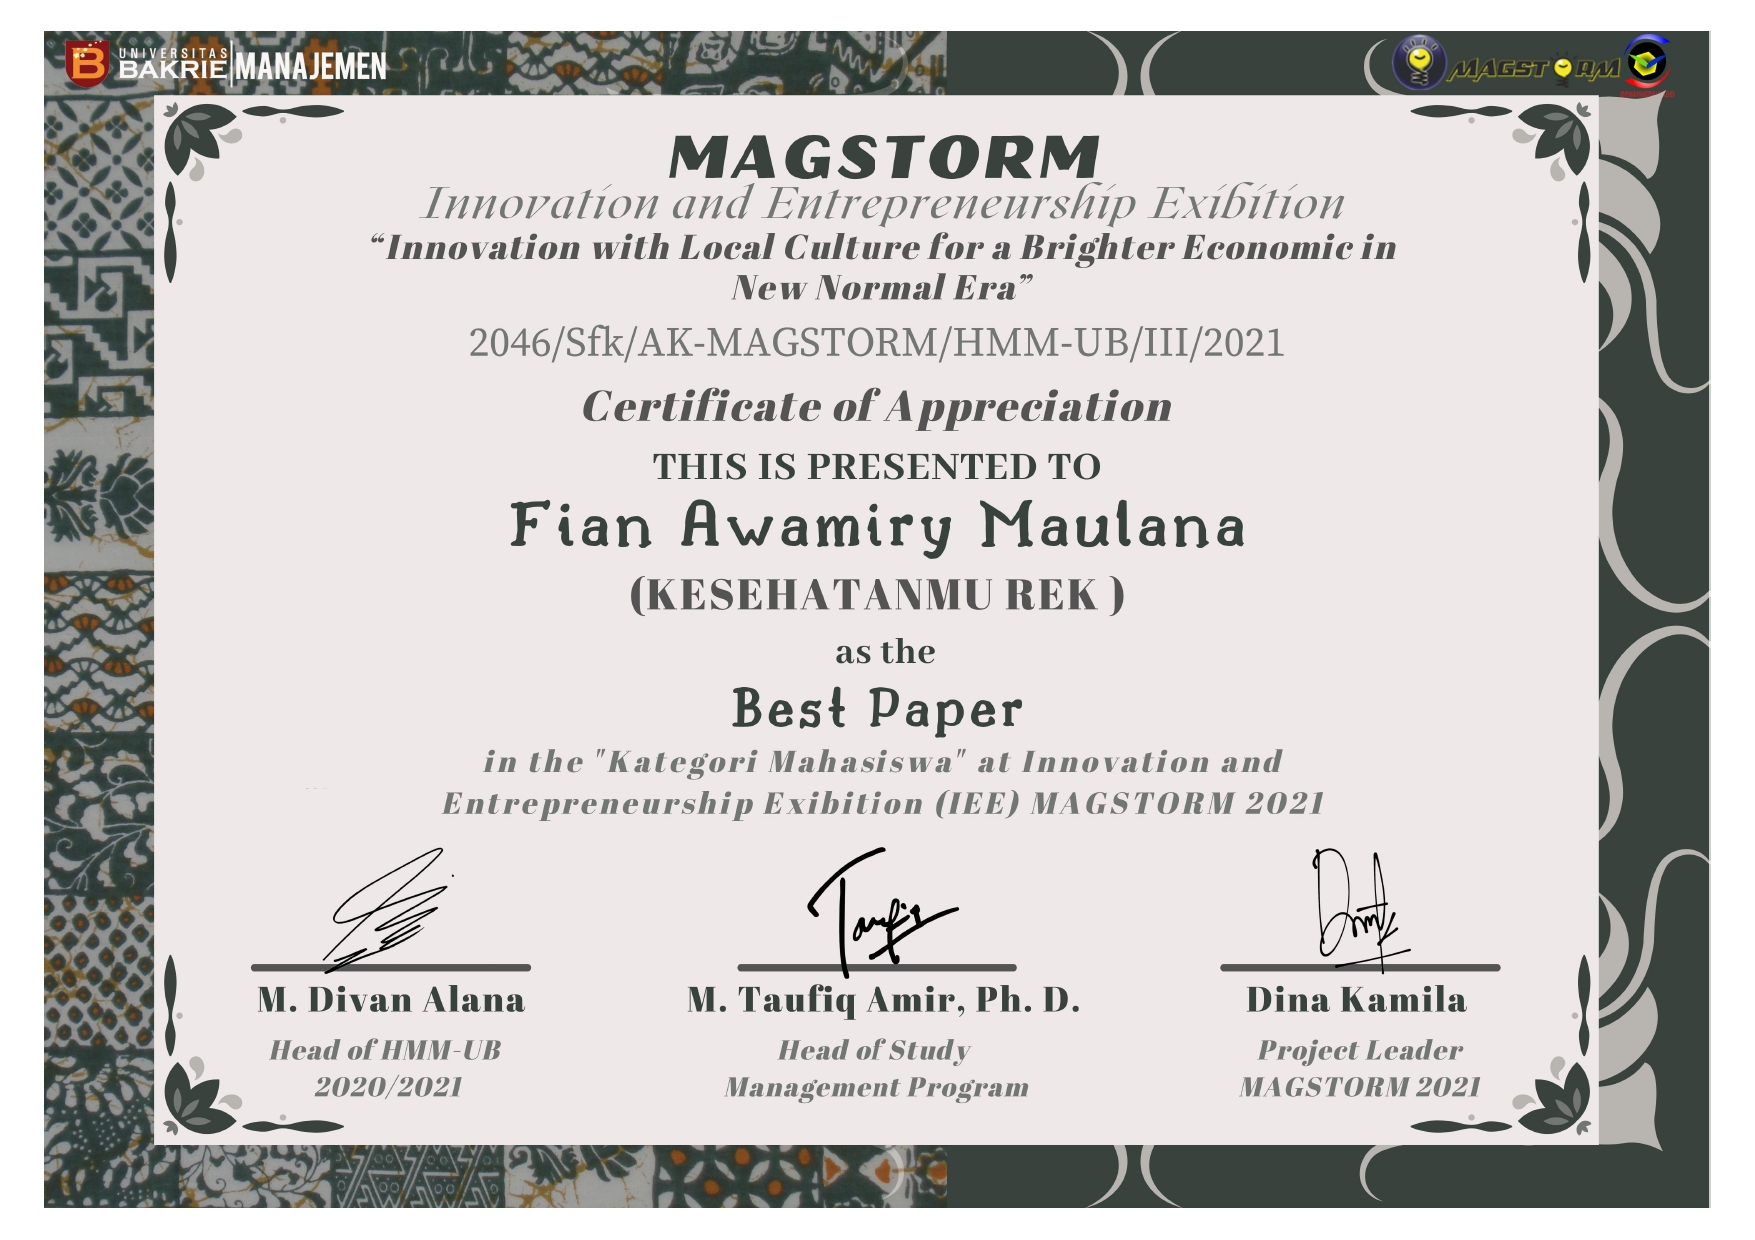 UNIVERSITAS
BAKRIE MANAJEMEN
MAGSTORM
MAGSTORM
Innovation and Entrepreneurship Exibition
“Innovation with Local Culture for a Brighter Economic in
New Normal Era”
2046/Sfk/AK-MAGSTORM/HMM-UB/III/2021
Certificate of Appreciation
THIS IS PRESENTED TO
Fian Awamiry Maulana
(KESEHATANMU REK )
as the
Best Paper
in the "Kategori Mahasiswa" at Innovation and
Entrepreneurship Exibition (IEE) MAGSTORM 2021
M. Divan Alana
M. Taufiq Amir, Ph. D.
Dina Kamila
Head of HMM-UB
2020/2021
Head of Study
Management Program
Project Leader
MAGSTORM 2021